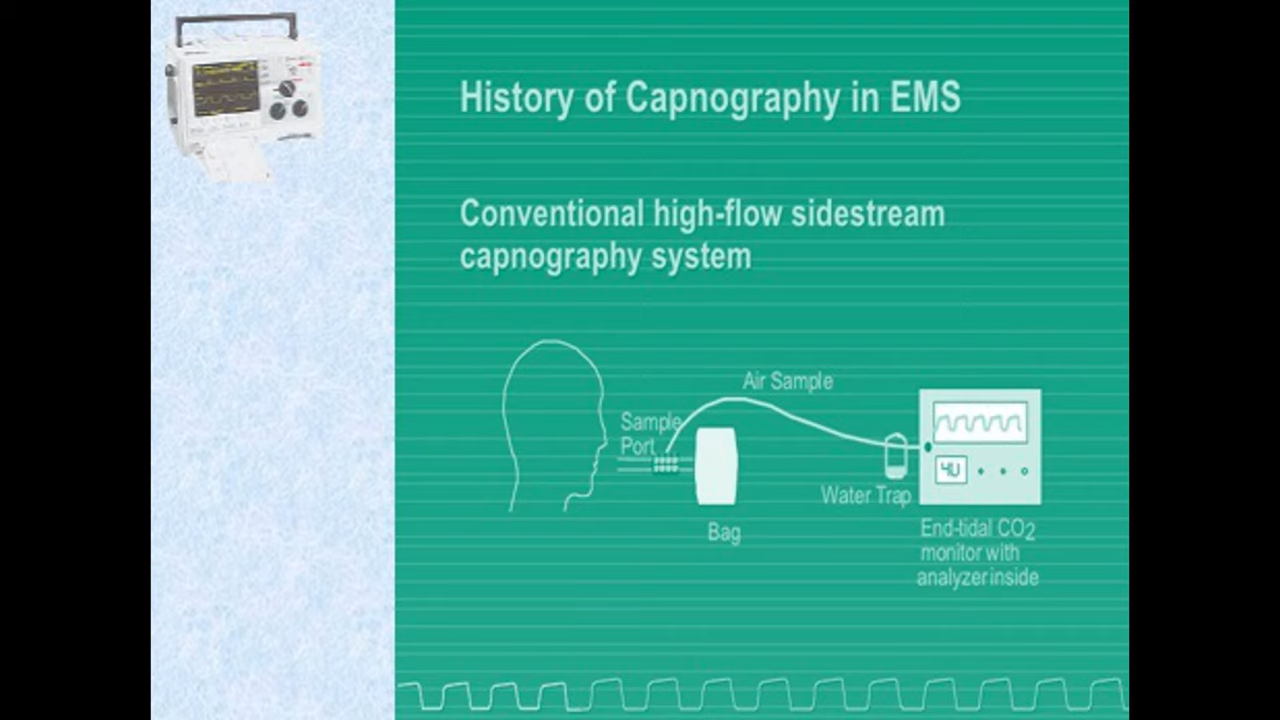 History of Capnography in EMS
Conventional high-flow sidestream
capnography system
Air Sample
Sample
Port
40
Water Trap
Bag
End-tidal CO2
monitor with
analyzer inside